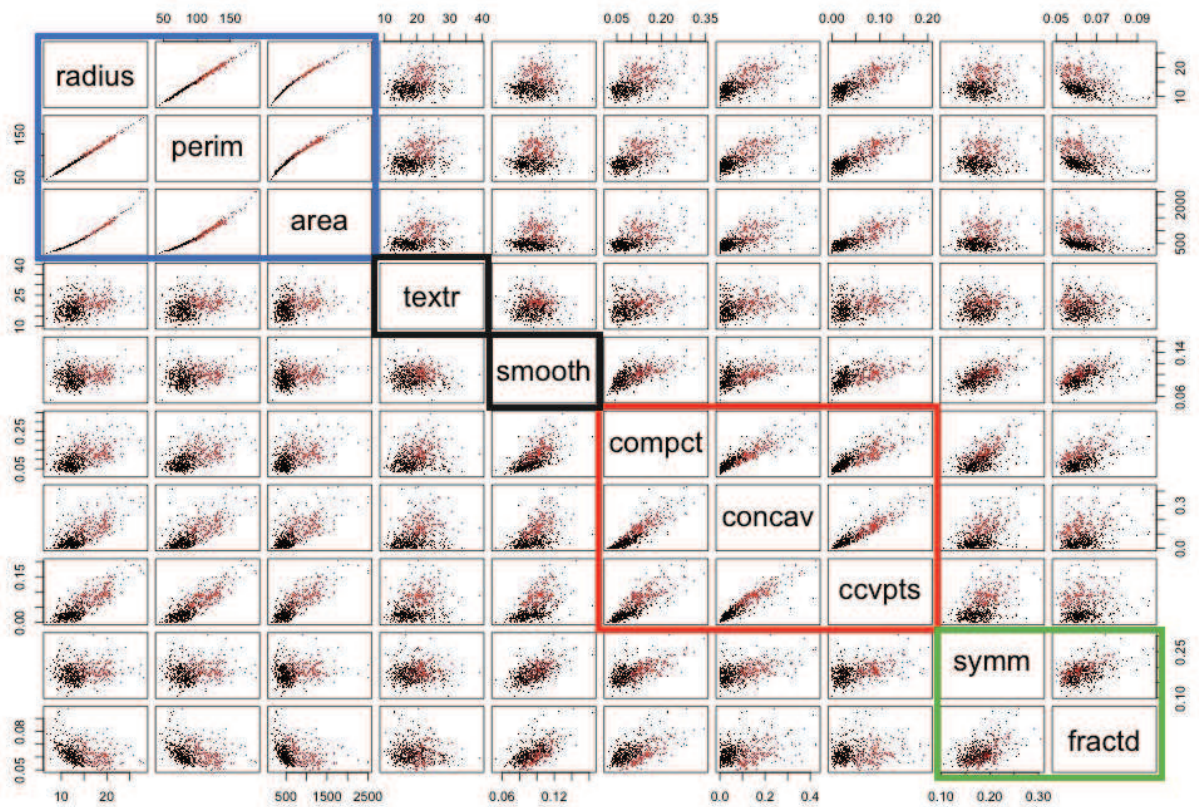 50 100 150 10 20 30 40 0.05 0.20 0.35 0.00 0.10 0.20 0.05 0.07 0.09
radius 10 20
50 150 perim
area 500 2000
10 25 40 textr
smooth 0.06 0.14
0.05 0.25 compct
concav 0.0 0.3
0.00 0.15 ccvpts
symm 0.10 0.25
0.05 0.08 fractd
10 20 500 1500 2500 0.06 0.12 0.0 0.2 0.4 0.10 0.20 0.30